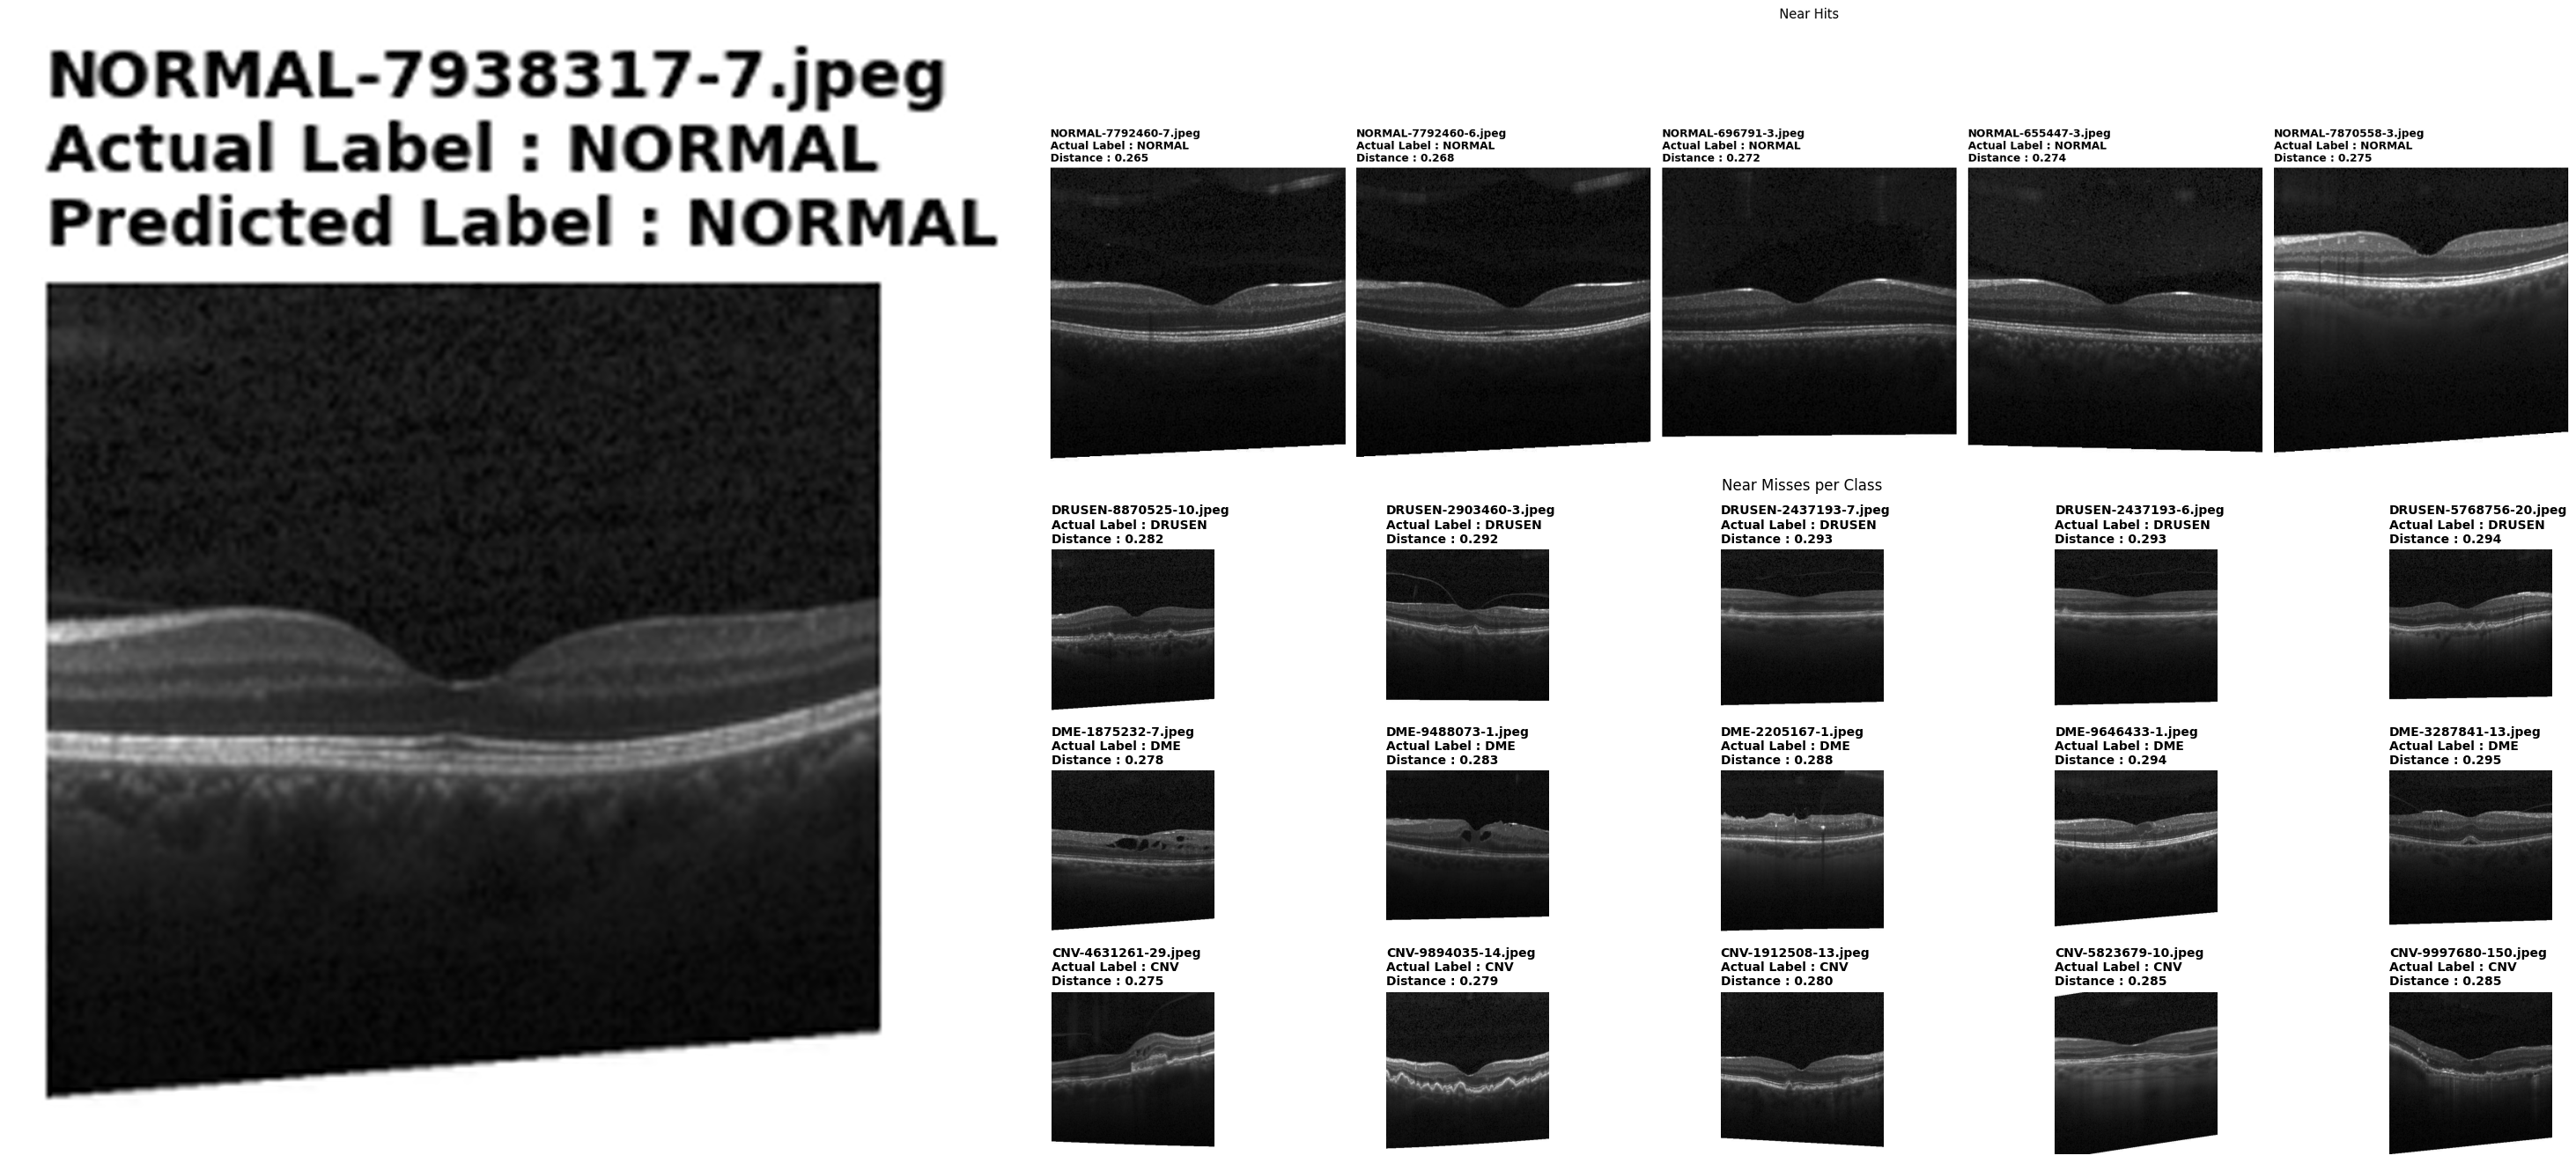 NORMAL-7938317-7.jpeg
Actual Label : NORMAL
Predicted Label : NORMAL
Near Hits
NORMAL-7792460-7.jpeg
Actual Label : NORMAL
Distance : 0.265
NORMAL-7792460-6.jpeg
Actual Label : NORMAL
Distance : 0.268
NORMAL-696791-3.jpeg
Actual Label : NORMAL
Distance : 0.272
NORMAL-655447-3.jpeg
Actual Label : NORMAL
Distance : 0.274
NORMAL-7870558-3.jpeg
Actual Label : NORMAL
Distance : 0.275
Near Misses per Class
DRUSEN-8870525-10.jpeg
Actual Label : DRUSEN
Distance : 0.282
DRUSEN-2903460-3.jpeg
Actual Label : DRUSEN
Distance : 0.292
DRUSEN-2437193-7.jpeg
Actual Label : DRUSEN
Distance : 0.293
DRUSEN-2437193-6.jpeg
Actual Label : DRUSEN
Distance : 0.293
DRUSEN-5768756-20.jpeg
Actual Label : DRUSEN
Distance : 0.294
DME-1875232-7.jpeg
Actual Label : DME
Distance : 0.278
DME-9488073-1.jpeg
Actual Label : DME
Distance : 0.283
DME-2205167-1.jpeg
Actual Label : DME
Distance : 0.288
DME-9646433-1.jpeg
Actual Label : DME
Distance : 0.294
DME-3287841-13.jpeg
Actual Label : DME
Distance : 0.295
CNV-4631261-29.jpeg
Actual Label : CNV
Distance : 0.275
CNV-9894035-14.jpeg
Actual Label : CNV
Distance : 0.279
CNV-1912508-13.jpeg
Actual Label : CNV
Distance : 0.280
CNV-5823679-10.jpeg
Actual Label : CNV
Distance : 0.285
CNV-9997680-150.jpeg
Actual Label : CNV
Distance : 0.285